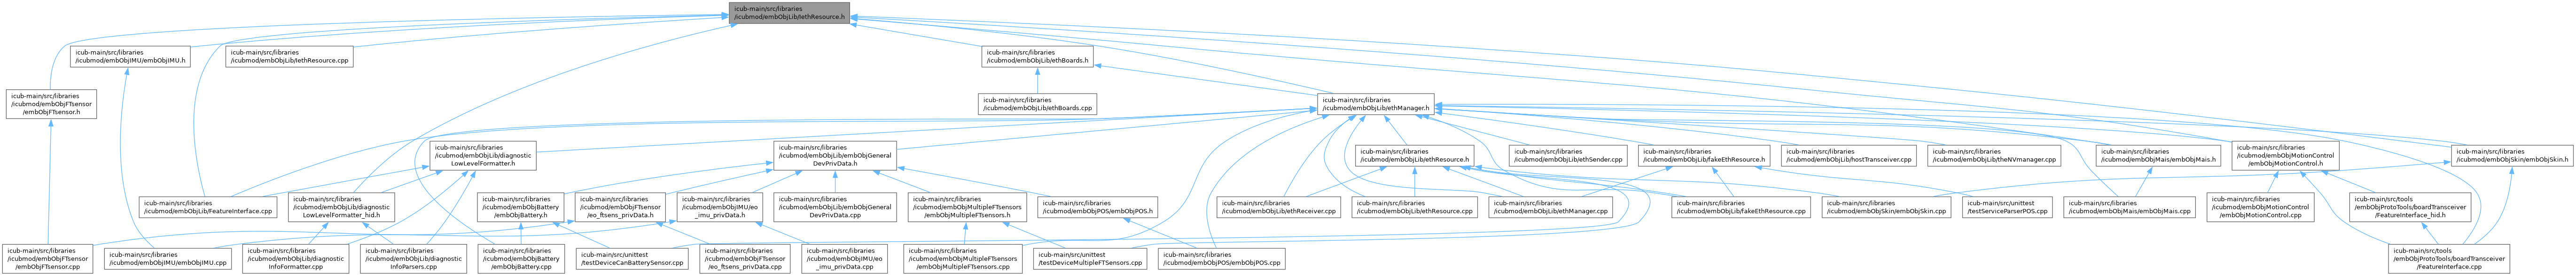 icub-main/src/libraries
/icubmod/embObjLib/IethResource.h
icub-main/src/libraries
/icubmod/embObjIMU/embObjIMU.h
icub-main/src/libraries
/icubmod/embObjLib/IethResource.cpp
icub-main/src/libraries
/icubmod/embObjLib/ethBoards.h
icub-main/src/libraries
/icubmod/embObjFTsensor
/embObjFTsensor.h
icub-main/src/libraries
/icubmod/embObjLib/ethBoards.cpp
icub-main/src/libraries
/icubmod/embObjLib/ethManager.h
icub-main/src/libraries
/icubmod/embObjLib/diagnostic
LowLevelFormatter.h
icub-main/src/libraries
/icubmod/embObjLib/embObjGeneral
DevPrivData.h
icub-main/src/libraries
/icubmod/embObjLib/ethResource.h
icub-main/src/libraries
/icubmod/embObjLib/ethSender.cpp
icub-main/src/libraries
/icubmod/embObjLib/fakeEthResource.h
icub-main/src/libraries
/icubmod/embObjLib/hostTransceiver.cpp
icub-main/src/libraries
/icubmod/embObjLib/theNVmanager.cpp
icub-main/src/libraries
/icubmod/embObjMais/embObjMais.h
icub-main/src/libraries
/icubmod/embObjMotionControl
/embObjMotionControl.h
icub-main/src/libraries
/icubmod/embObjSkin/embObjSkin.h
icub-main/src/libraries
/icubmod/embObjLib/FeatureInterface.cpp
icub-main/src/libraries
/icubmod/embObjLib/diagnostic
LowLevelFormatter_hid.h
icub-main/src/libraries
/icubmod/embObjBattery
/embObjBattery.h
icub-main/src/libraries
/icubmod/embObjFTsensor
/eo_ftsens_privData.h
icub-main/src/libraries
/icubmod/embObjIMU/eo
_imu_privData.h
icub-main/src/libraries
/icubmod/embObjLib/embObjGeneral
DevPrivData.cpp
icub-main/src/libraries
/icubmod/embObjMultipleFTsensors
/embObjMultipleFTsensors.h
icub-main/src/libraries
/icubmod/embObjPOS/embObjPOS.h
icub-main/src/libraries
/icubmod/embObjLib/ethReceiver.cpp
icub-main/src/libraries
/icubmod/embObjLib/ethResource.cpp
icub-main/src/libraries
/icubmod/embObjLib/ethManager.cpp
icub-main/src/libraries
/icubmod/embObjLib/fakeEthResource.cpp
icub-main/src/libraries
/icubmod/embObjSkin/embObjSkin.cpp
icub-main/src/unittest
/testServiceParserPOS.cpp
icub-main/src/libraries
/icubmod/embObjMais/embObjMais.cpp
icub-main/src/libraries
/icubmod/embObjMotionControl
/embObjMotionControl.cpp
icub-main/src/tools
/embObjProtoTools/boardTransceiver
/FeatureInterface_hid.h
icub-main/src/libraries
/icubmod/embObjFTsensor
/embObjFTsensor.cpp
icub-main/src/libraries
/icubmod/embObjIMU/embObjIMU.cpp
icub-main/src/libraries
/icubmod/embObjLib/diagnostic
InfoFormatter.cpp
icub-main/src/libraries
/icubmod/embObjLib/diagnostic
InfoParsers.cpp
icub-main/src/libraries
/icubmod/embObjBattery
/embObjBattery.cpp
icub-main/src/unittest
/testDeviceCanBatterySensor.cpp
icub-main/src/libraries
/icubmod/embObjFTsensor
/eo_ftsens_privData.cpp
icub-main/src/libraries
/icubmod/embObjIMU/eo
_imu_privData.cpp
icub-main/src/libraries
/icubmod/embObjMultipleFTsensors
/embObjMultipleFTsensors.cpp
icub-main/src/unittest
/testDeviceMultipleFTSensors.cpp
icub-main/src/libraries
/icubmod/embObjPOS/embObjPOS.cpp
icub-main/src/tools
/embObjProtoTools/boardTransceiver
/FeatureInterface.cpp